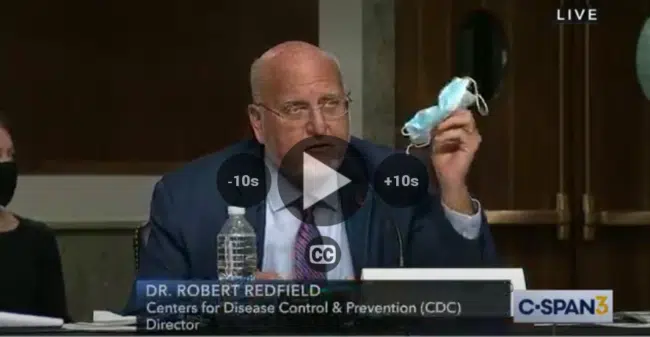 LIVE
-10s
+10s
CC
DR. ROBERT REDFIELD
Centers for Disease Control & Prevention (CDC)
Director
C-SPAN3